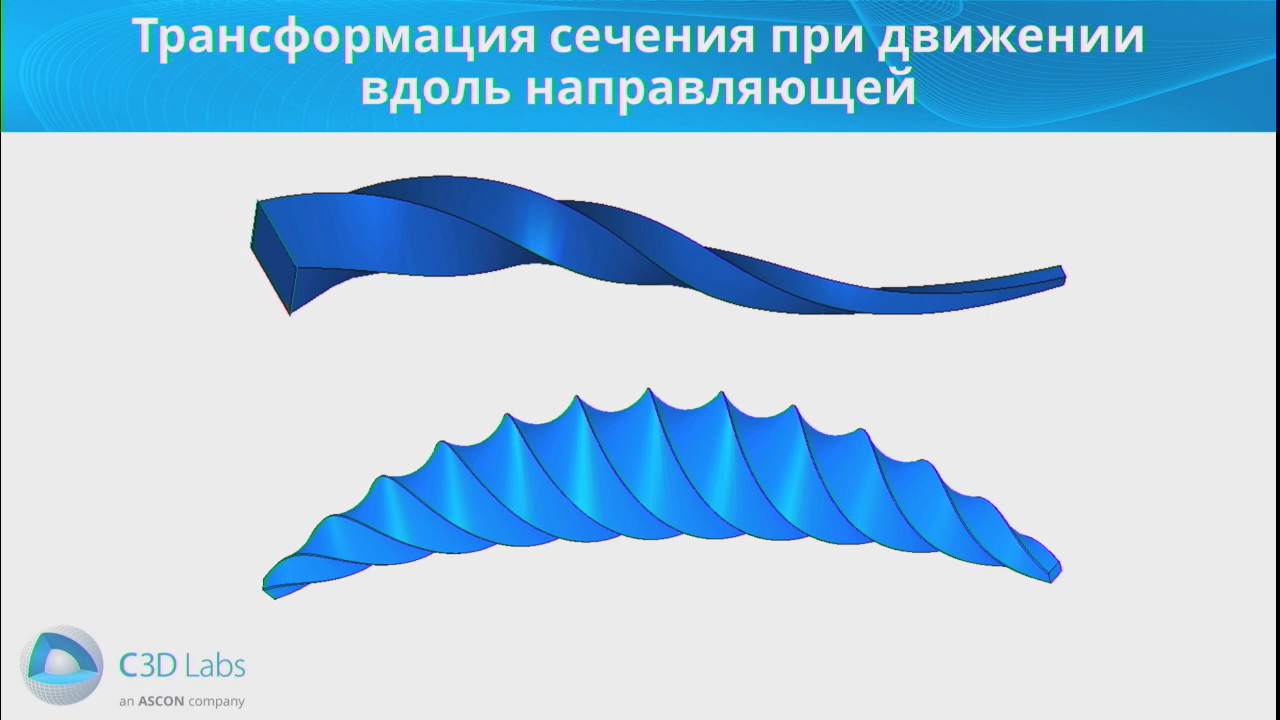 Трансформация сечения при движении
вдоль направляющей
C3D Labs
an ASCON company